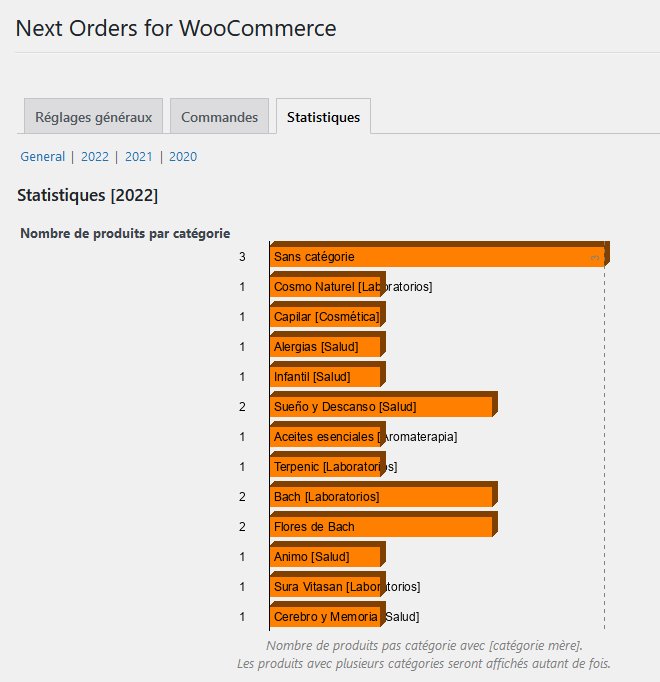 Next Orders for WooCommerce
Réglages généraux Commandes Statistiques
General | 2022 | 2021 | 2020
Statistiques [2022]
Nombre de produits par catégorie
3 Sans catégorie 3
1 Cosmo Naturel [Laboratorios]
1 Capilar [Cosmética]
1 Alergias [Salud]
1 Infantil [Salud]
2 Sueño y Descanso [Salud]
1 Aceites esenciales [Aromaterapia]
1 Terpenic [Laboratorios]
2 Bach [Laboratorios]
2 Flores de Bach
1 Animo [Salud]
1 Sura Vitasan [Laboratorios]
1 Cerebro y Memoria [Salud]
Nombre de produits pas catégorie avec [catégorie mère].
Les produits avec plusieurs catégories seront affichés autant de fois.